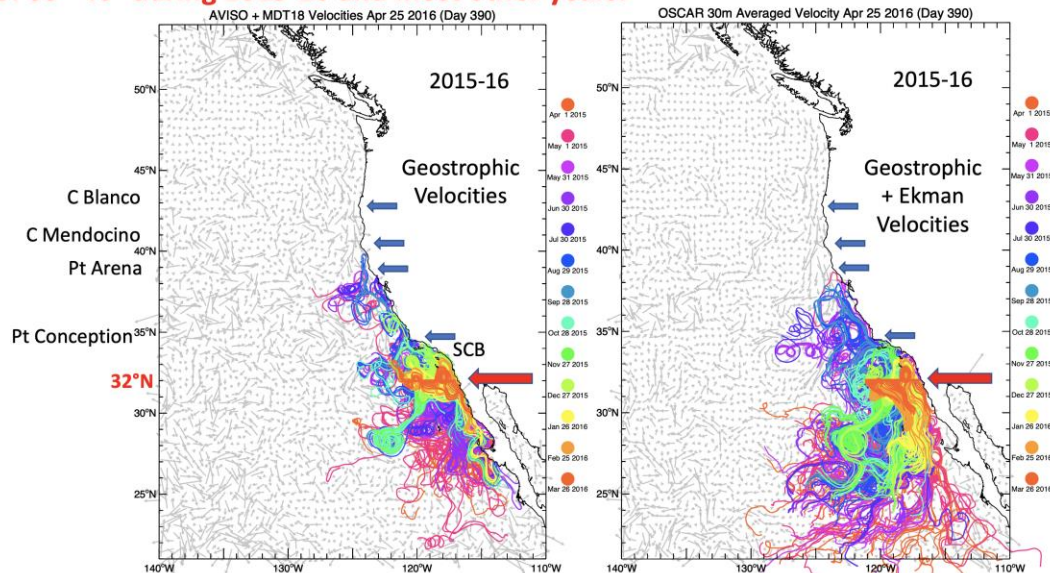 AVISO + MDT18 Velocities Apr 25 2016 (Day 390)
2015-16
50°N
45°N
40°N
35°N
30°N
25°N
140°W
130°W
120°W
110°W
C Blanco
C Mendocino
Pt Arena
Pt Conception
32°N
Geostrophic
Velocities
SCB
Apr 1 2015
May 1 2015
May 31 2015
Jun 30 2015
Jul 30 2015
Aug 29 2015
Sep 28 2015
Oct 28 2015
Nov 27 2015
Dec 27 2015
Jan 26 2016
Feb 25 2016
Mar 26 2016
OSCAR 30m Averaged Velocity Apr 25 2016 (Day 390)
2015-16
50°N
45°N
40°N
35°N
30°N
25°N
140°W
130°W
120°W
110°W
Geostrophic
+ Ekman
Velocities
Apr 1 2015
May 1 2015
May 31 2015
Jun 30 2015
Jul 30 2015
Aug 29 2015
Sep 28 2015
Oct 28 2015
Nov 27 2015
Dec 27 2015
Jan 26 2016
Feb 25 2016
Mar 26 2016